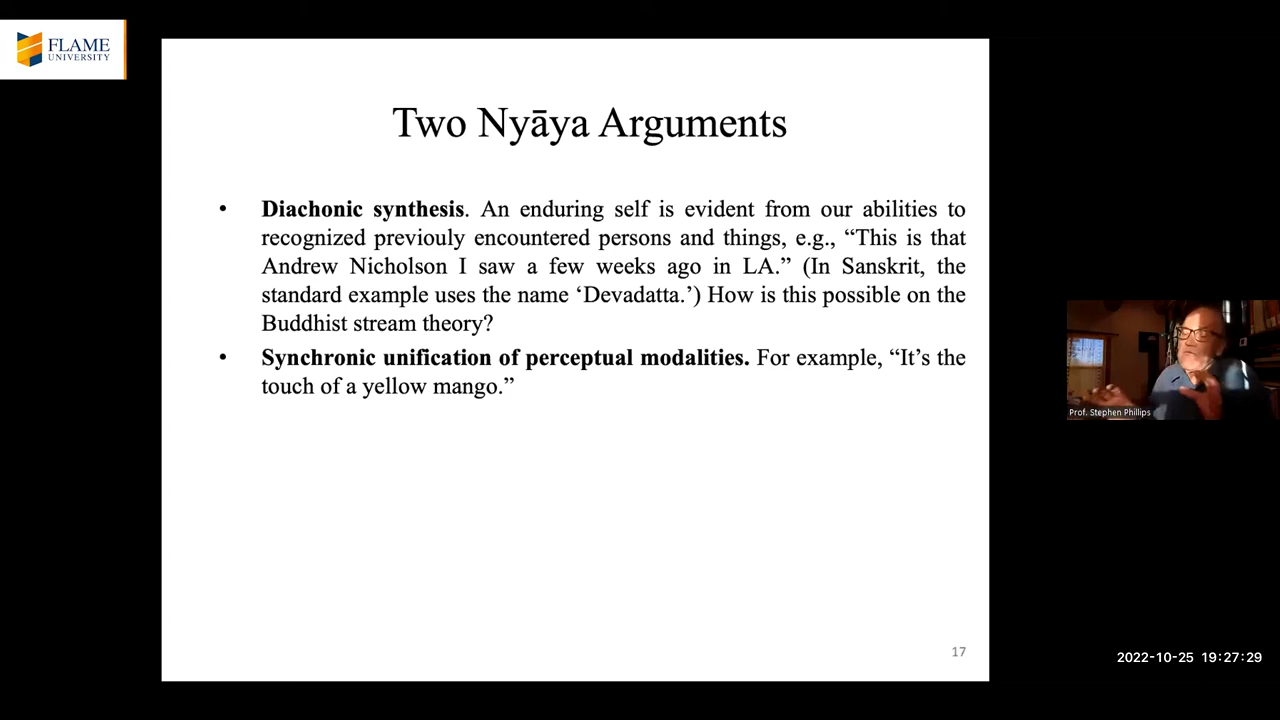 FLAME
UNIVERSITY
Two Nyāya Arguments
• Diachonic synthesis. An enduring self is evident from our abilities to
recognized previouly encountered persons and things, e.g., “This is that
Andrew Nicholson I saw a few weeks ago in LA.” (In Sanskrit, the
standard example uses the name ‘Devadatta.’) How is this possible on the
Buddhist stream theory?
• Synchronic unification of perceptual modalities. For example, “It’s the
touch of a yellow mango.”
Prof. Stephen Phillips
17
2022-10-25 19:27:29